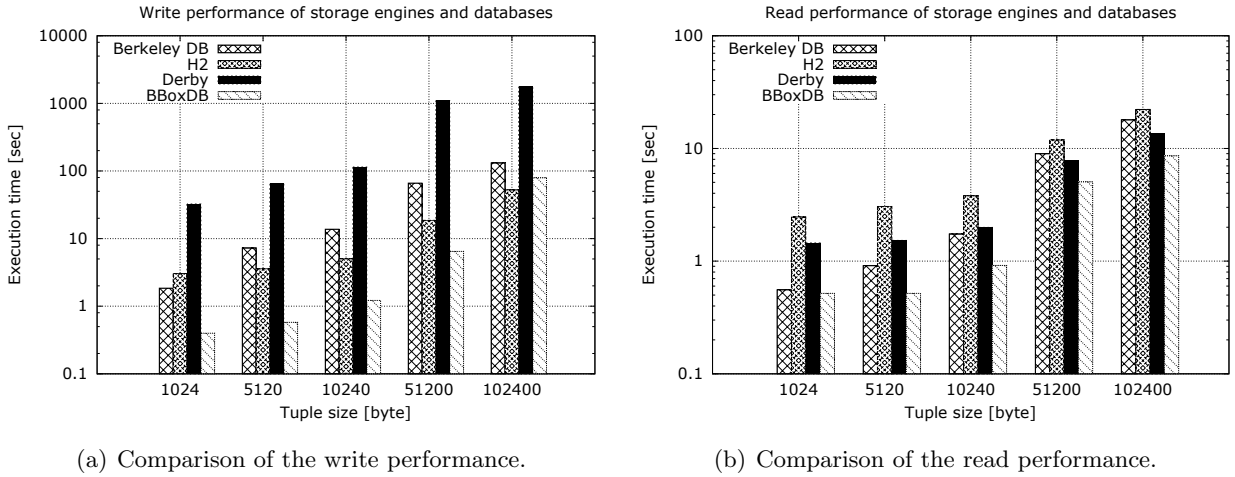 Write performance of storage engines and databases
10000
1000
100
10
1
0.1
Execution time [sec]
Berkeley DB
H2
Derby
BBoxDB
1024 5120 10240 51200 102400
Tuple size [byte]
(a) Comparison of the write performance.
Read performance of storage engines and databases
100
10
1
0.1
Execution time [sec]
Berkeley DB
H2
Derby
BBoxDB
1024 5120 10240 51200 102400
Tuple size [byte]
(b) Comparison of the read performance.